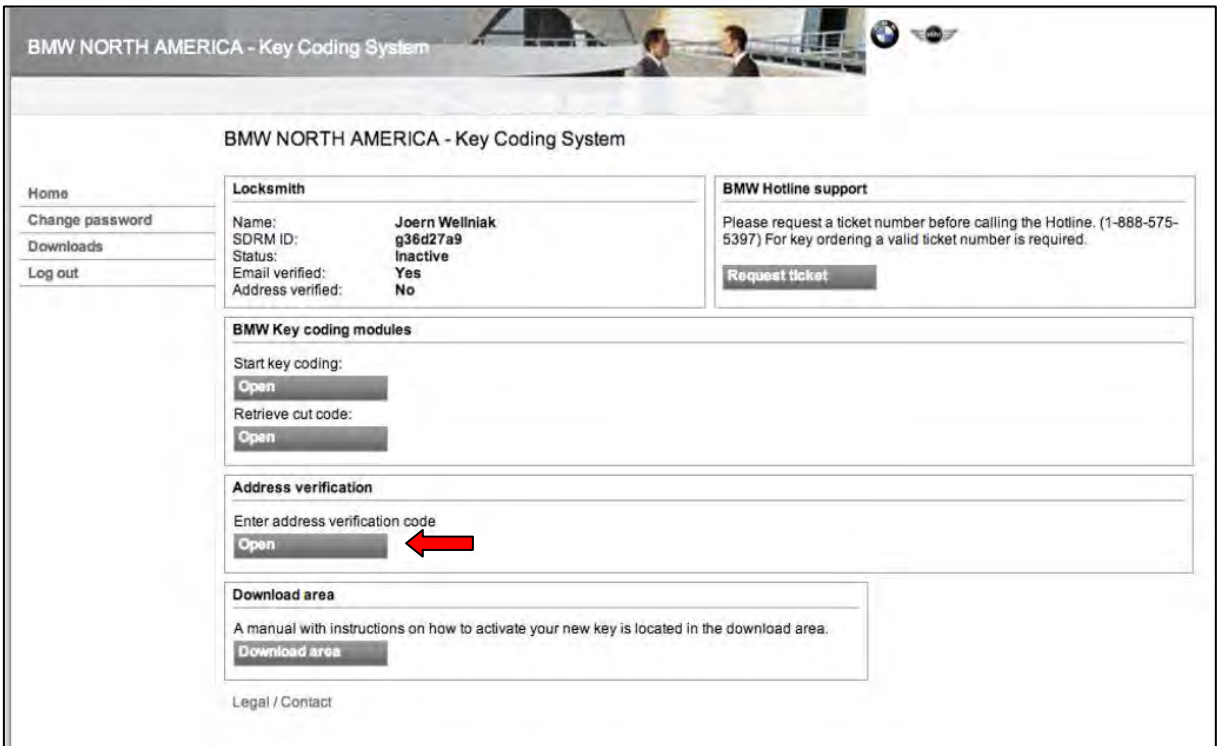 BMW NORTH AMERICA - Key Coding System
BMW NORTH AMERICA - Key Coding System
Home
Change password
Downloads
Log out
Locksmith
Name: Joern Wellniak
SDRM ID: g36d27a9
Status: Inactive
Email verified: Yes
Address verified: No
BMW Hotline support
Please request a ticket number before calling the Hotline. (1-888-575-
5397) For key ordering a valid ticket number is required.
Request ticket
BMW Key coding modules
Start key coding:
Open
Retrieve cut code:
Open
Address verification
Enter address verification code
Open
Download area
A manual with instructions on how to activate your new key is located in the download area.
Download area
Legal / Contact